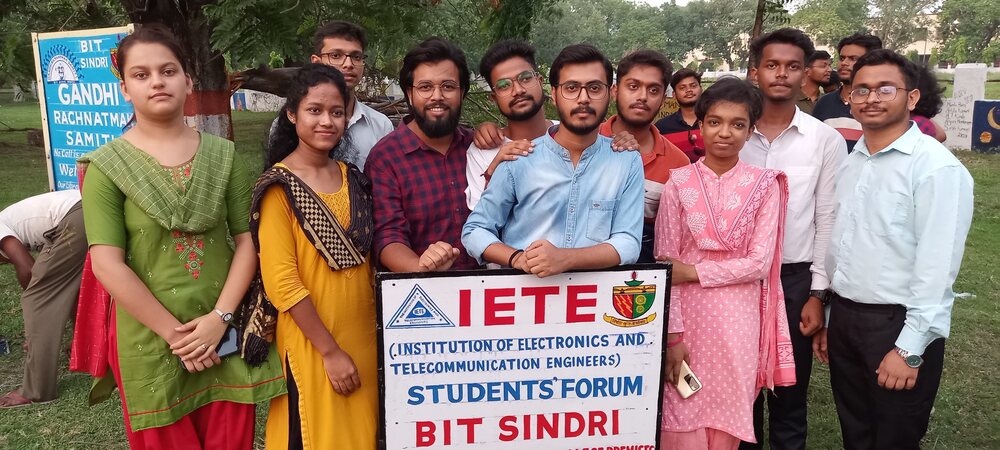 BIT
SINDRI
GANDHI
RACHNATMAK
SAMITI
IETE
(INSTITUTION OF ELECTRONICS AND
TELECOMMUNICATION ENGINEERS)
STUDENTS' FORUM
BIT SINDRI